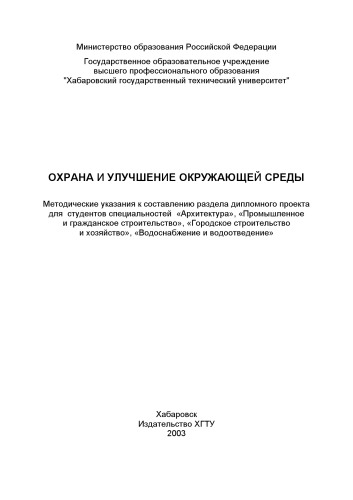 Министерство образования Российской Федерации
Государственное образовательное учреждение
высшего профессионального образования
"Хабаровский государственный технический университет"
ОХРАНА И УЛУЧШЕНИЕ ОКРУЖАЮЩЕЙ СРЕДЫ
Методические указания к составлению раздела дипломного проекта
для студентов специальностей «Архитектура», «Промышленное
и гражданское строительство», «Городское строительство
и хозяйство», «Водоснабжение и водоотведение»
Хабаровск
Издательство ХГТУ
2003